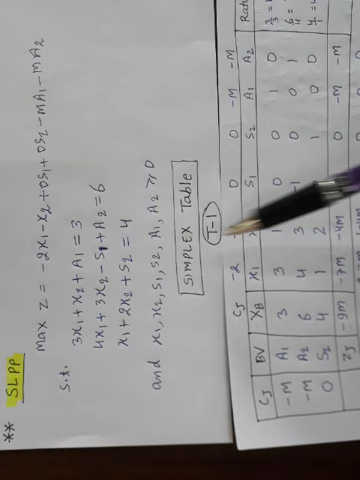 ** SLPP
max Z = -2x1-x2+0S1+0S2-MA1-MA2
s.t. 3x1+x2+A1=3
4x1+3x2-S1+A2=6
x1+2x2+S2=4
and x1,x2,S1,S2,A1,A2 ≥0
SIMPLEX Table
T-1
CJ -2 0 0 -M -M
CJ BV XB x1 S1 S2 A1 A2 Ratio
-M A1 3 3 1 0 0 1 0
-M A2 6 4 3 -1 0 0 1
0 S2 4 1 2 1 0 0
ZJ -9M -7M -4M 0 -M -M